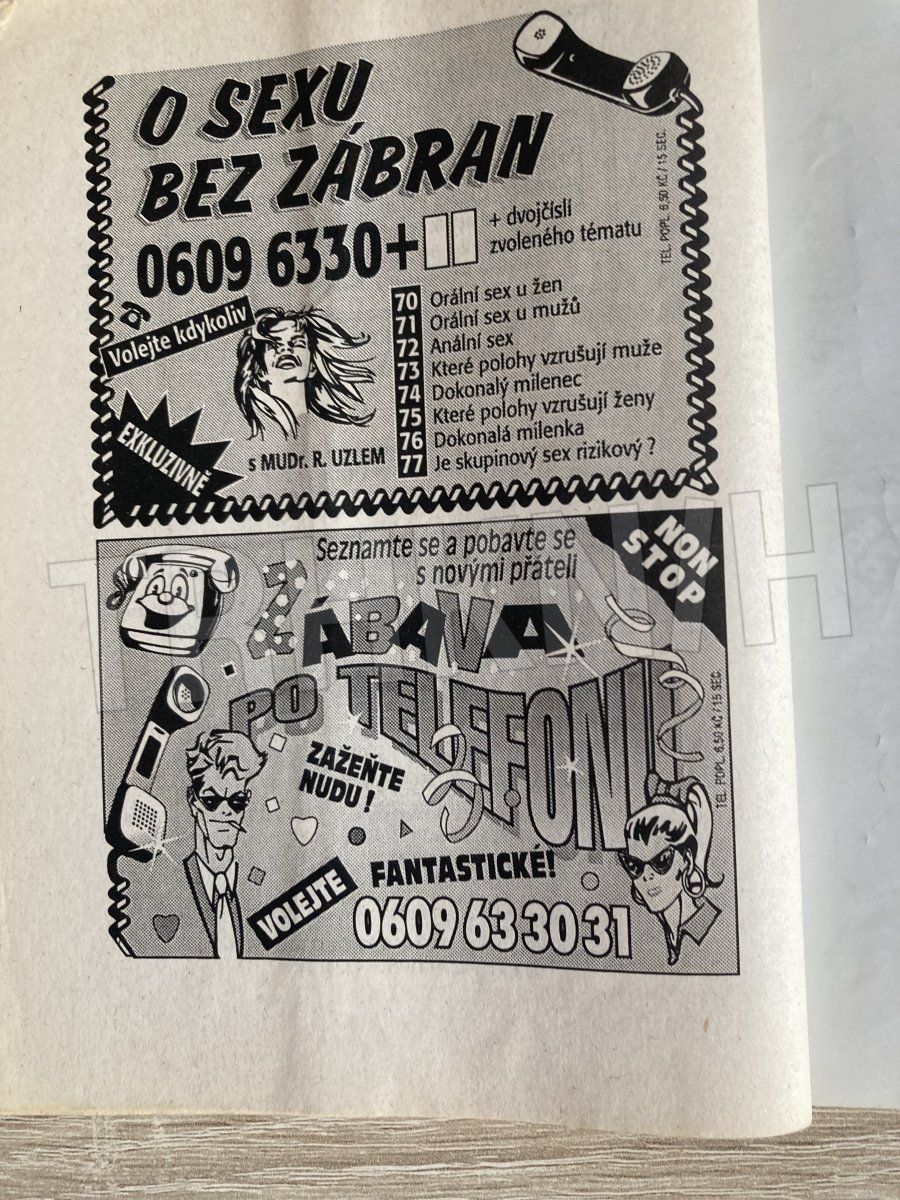 O SEXU
BEZ ZÁBRAN
0609 6330+
+ dvojčíslí
zvoleného tématu
TEL. POPL. 6,50 KČ / 15 SEC.
Volejte kdykoliv
EXKLUZIVNĚ
s MUDr. R. UZLEM
70 Orální sex u žen
71 Orální sex u mužů
72 Anální sex
73 Které polohy vzrušují muže
74 Dokonalý milenec
75 Které polohy vzrušují ženy
76 Dokonalá milenka
77 Je skupinový sex rizikový ?
Seznamte se a pobavte se
s novými přáteli
NON
STOP
ZÁBAVA
PO TELEFONU
ZAŽEŇTE
NUDU !
TEL. POPL. 6,50 KČ / 15 SEC.
VOLEJTE
FANTASTICKÉ!
0609 63 30 31